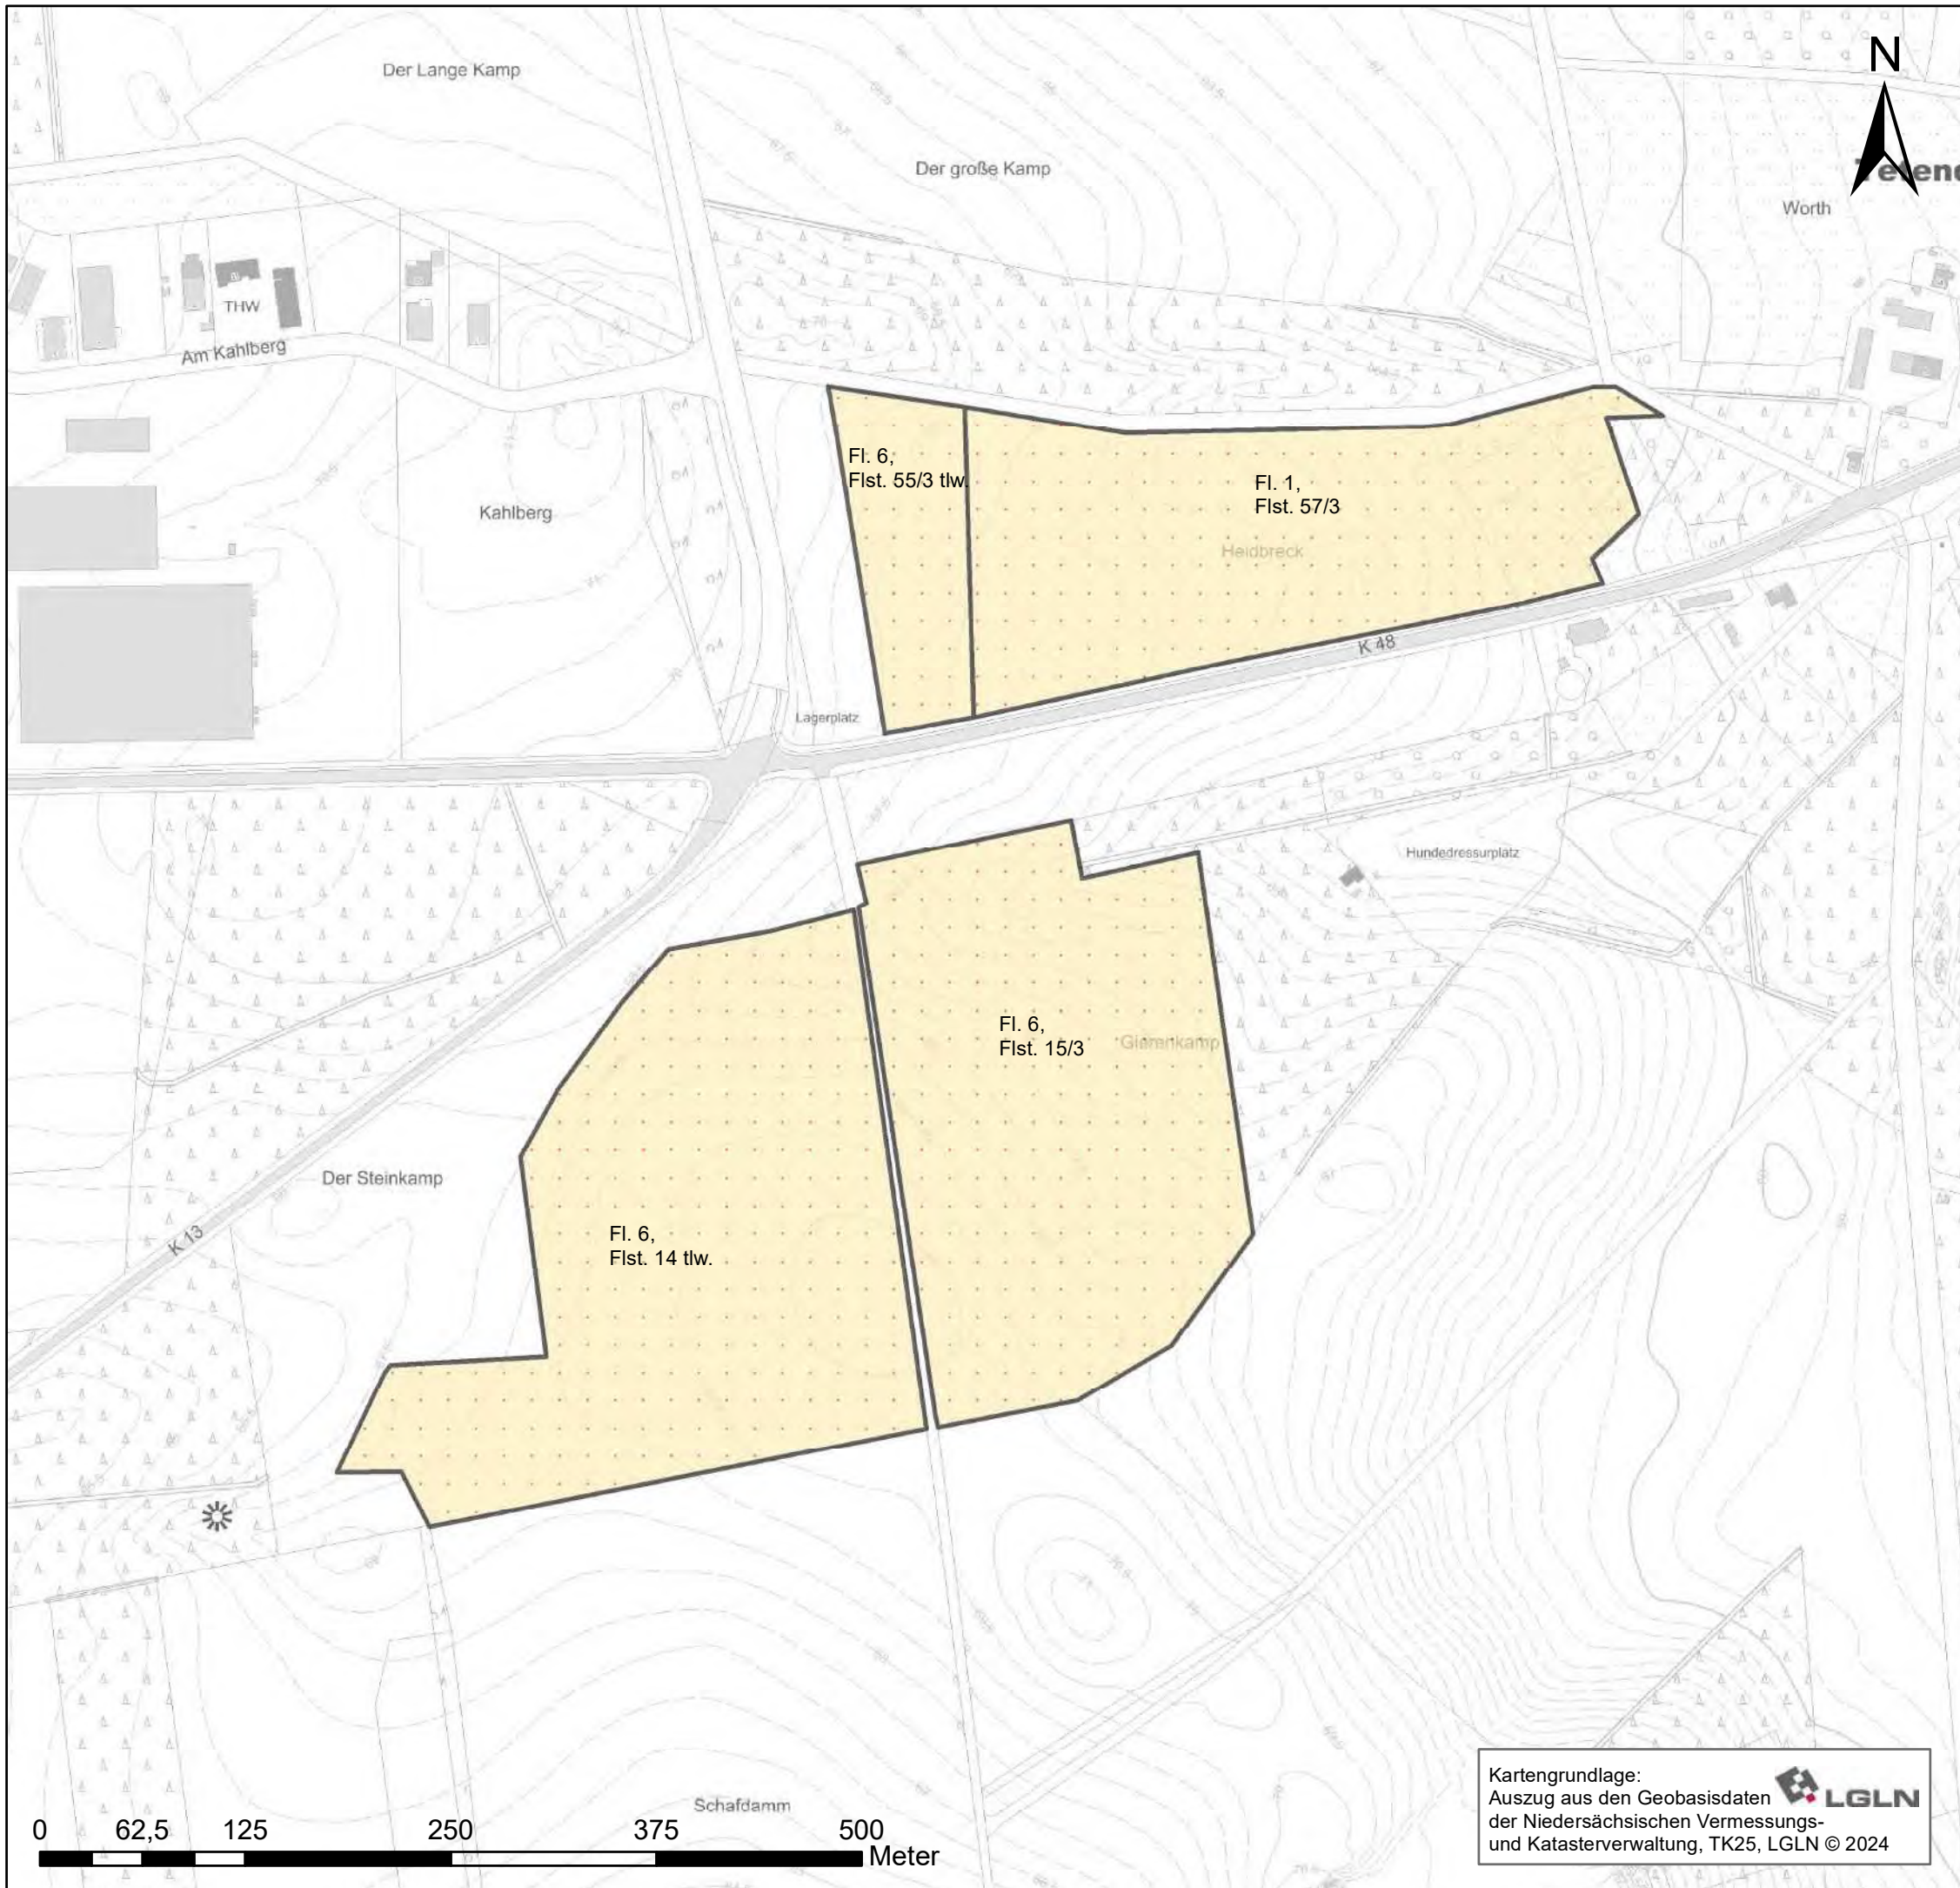 Der Lange Kamp
N
Der große Kamp
Worth
THW
Am Kahlberg
Fl. 6,
Flst. 55/3 tlw.
Fl. 1,
Flst. 57/3
Kahlberg
Heidbreck
K 48
Lagerplatz
Hundedressurplatz
Fl. 6,
Flst. 15/3
Gierenkamp
Der Steinkamp
K 13
Fl. 6,
Flst. 14 tlw.
Schafdamm
0 62,5 125 250 375 500
Meter
Kartengrundlage:
Auszug aus den Geobasisdaten
LGLN
der Niedersächsischen Vermessungs-
und Katasterverwaltung, TK25, LGLN © 2024